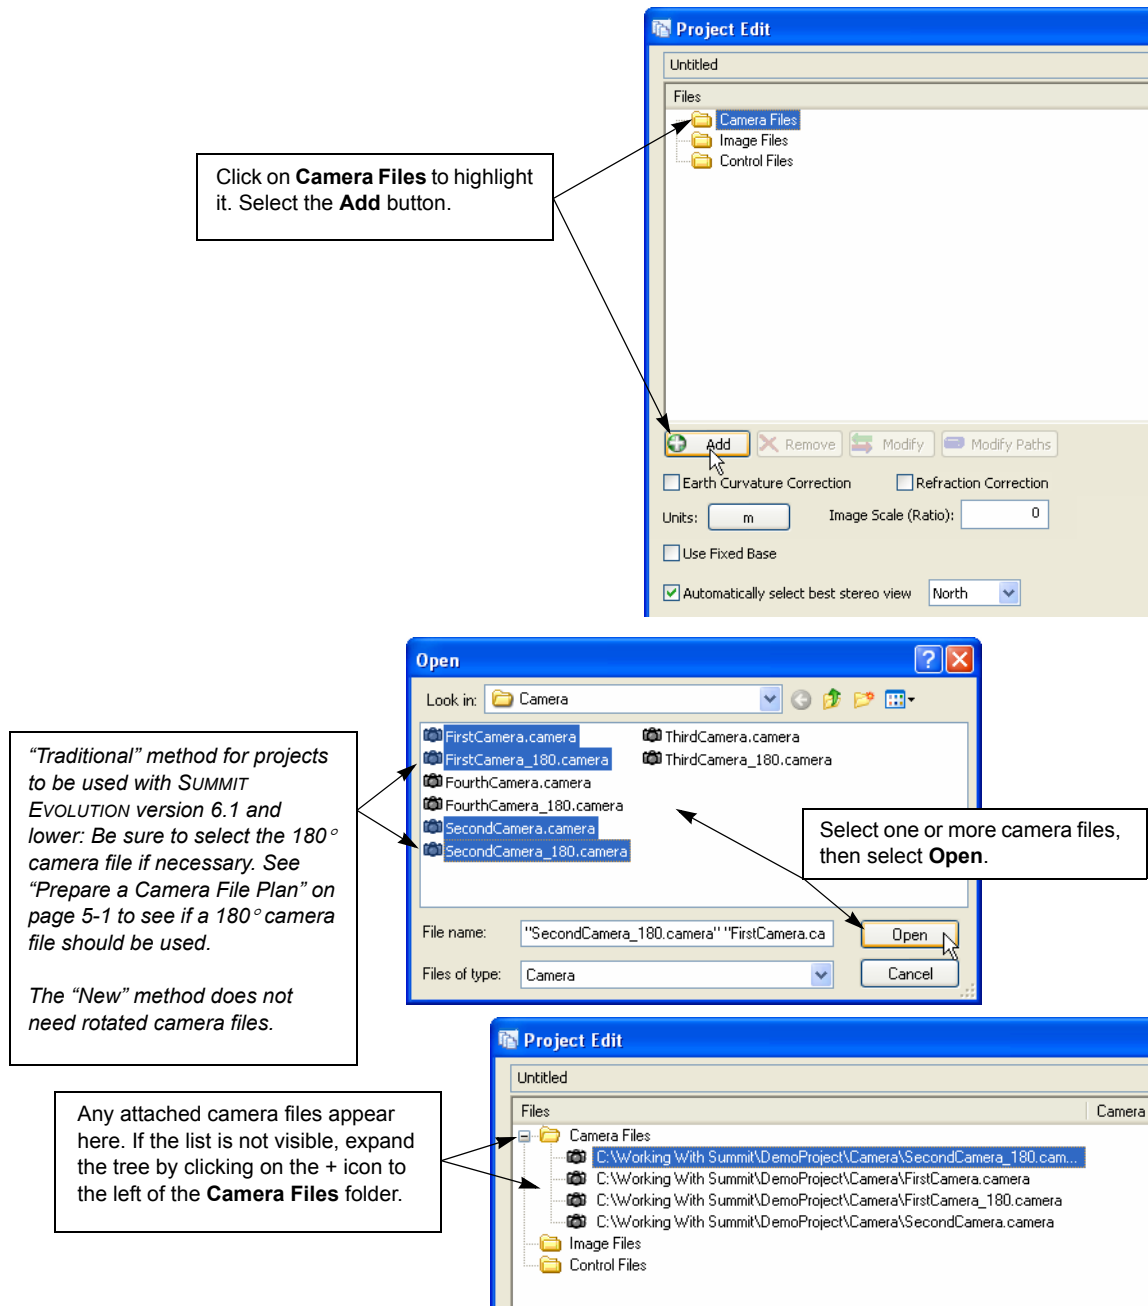 Project Edit
Untitled
Files
Camera Files
Image Files
Control Files
Click on Camera Files to highlight
it. Select the Add button.
Add Remove Modify Modify Paths
Earth Curvature Correction Refraction Correction
Units: m Image Scale (Ratio): 0
Use Fixed Base
Automatically select best stereo view North
Open
Look in: Camera
FirstCamera.camera ThirdCamera.camera
FirstCamera_180.camera ThirdCamera_180.camera
FourthCamera.camera
FourthCamera_180.camera
SecondCamera.camera
SecondCamera_180.camera
File name: "SecondCamera_180.camera" "FirstCamera.ca Open
Files of type: Camera Cancel
“Traditional” method for projects
to be used with SUMMIT
EVOLUTION version 6.1 and
lower: Be sure to select the 180°
camera file if necessary. See
“Prepare a Camera File Plan” on
page 5-1 to see if a 180° camera
file should be used.
The “New” method does not
need rotated camera files.
Select one or more camera files,
then select Open.
Project Edit
Untitled
Files Camera
Camera Files
C:\Working With Summit\DemoProject\Camera\SecondCamera_180.cam...
C:\Working With Summit\DemoProject\Camera\FirstCamera.camera
C:\Working With Summit\DemoProject\Camera\FirstCamera_180.camera
C:\Working With Summit\DemoProject\Camera\SecondCamera.camera
Image Files
Control Files
Any attached camera files appear
here. If the list is not visible, expand
the tree by clicking on the + icon to
the left of the Camera Files folder.